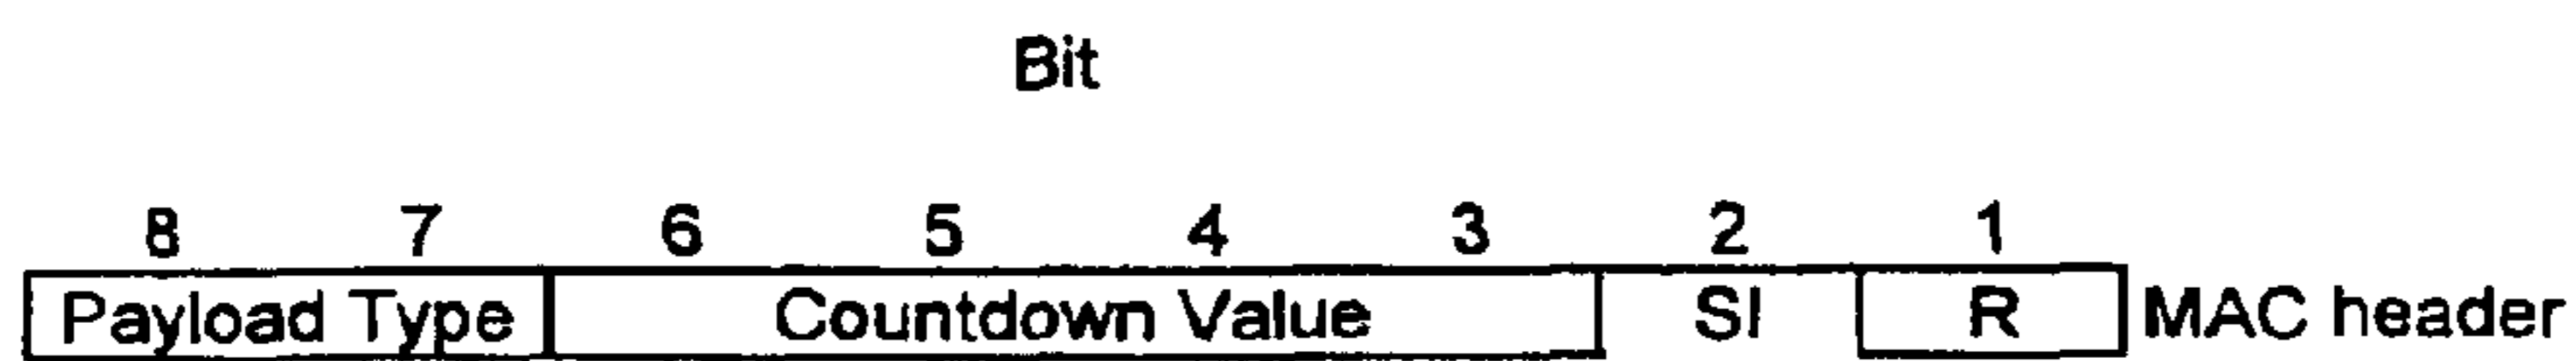 Bit
8 7 6 5 4 3 2 1
Payload Type Countdown Value SI R MAC header